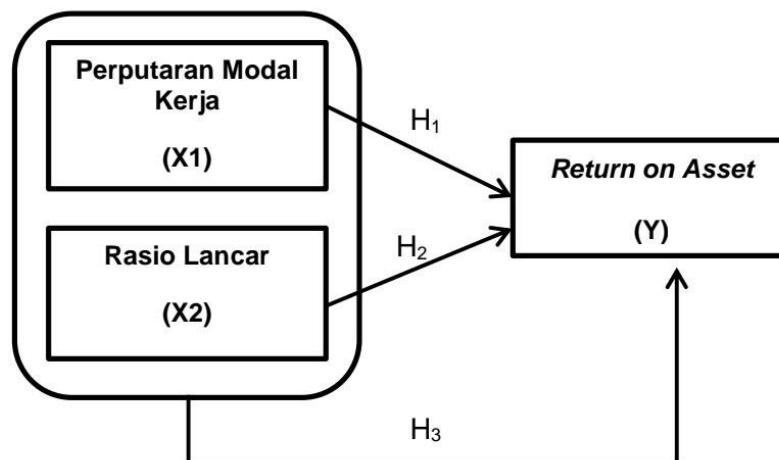 Perputaran Modal
Kerja
(X1)
H₁
Return on Asset
(Y)
Rasio Lancar
(X2)
H₂
H₃